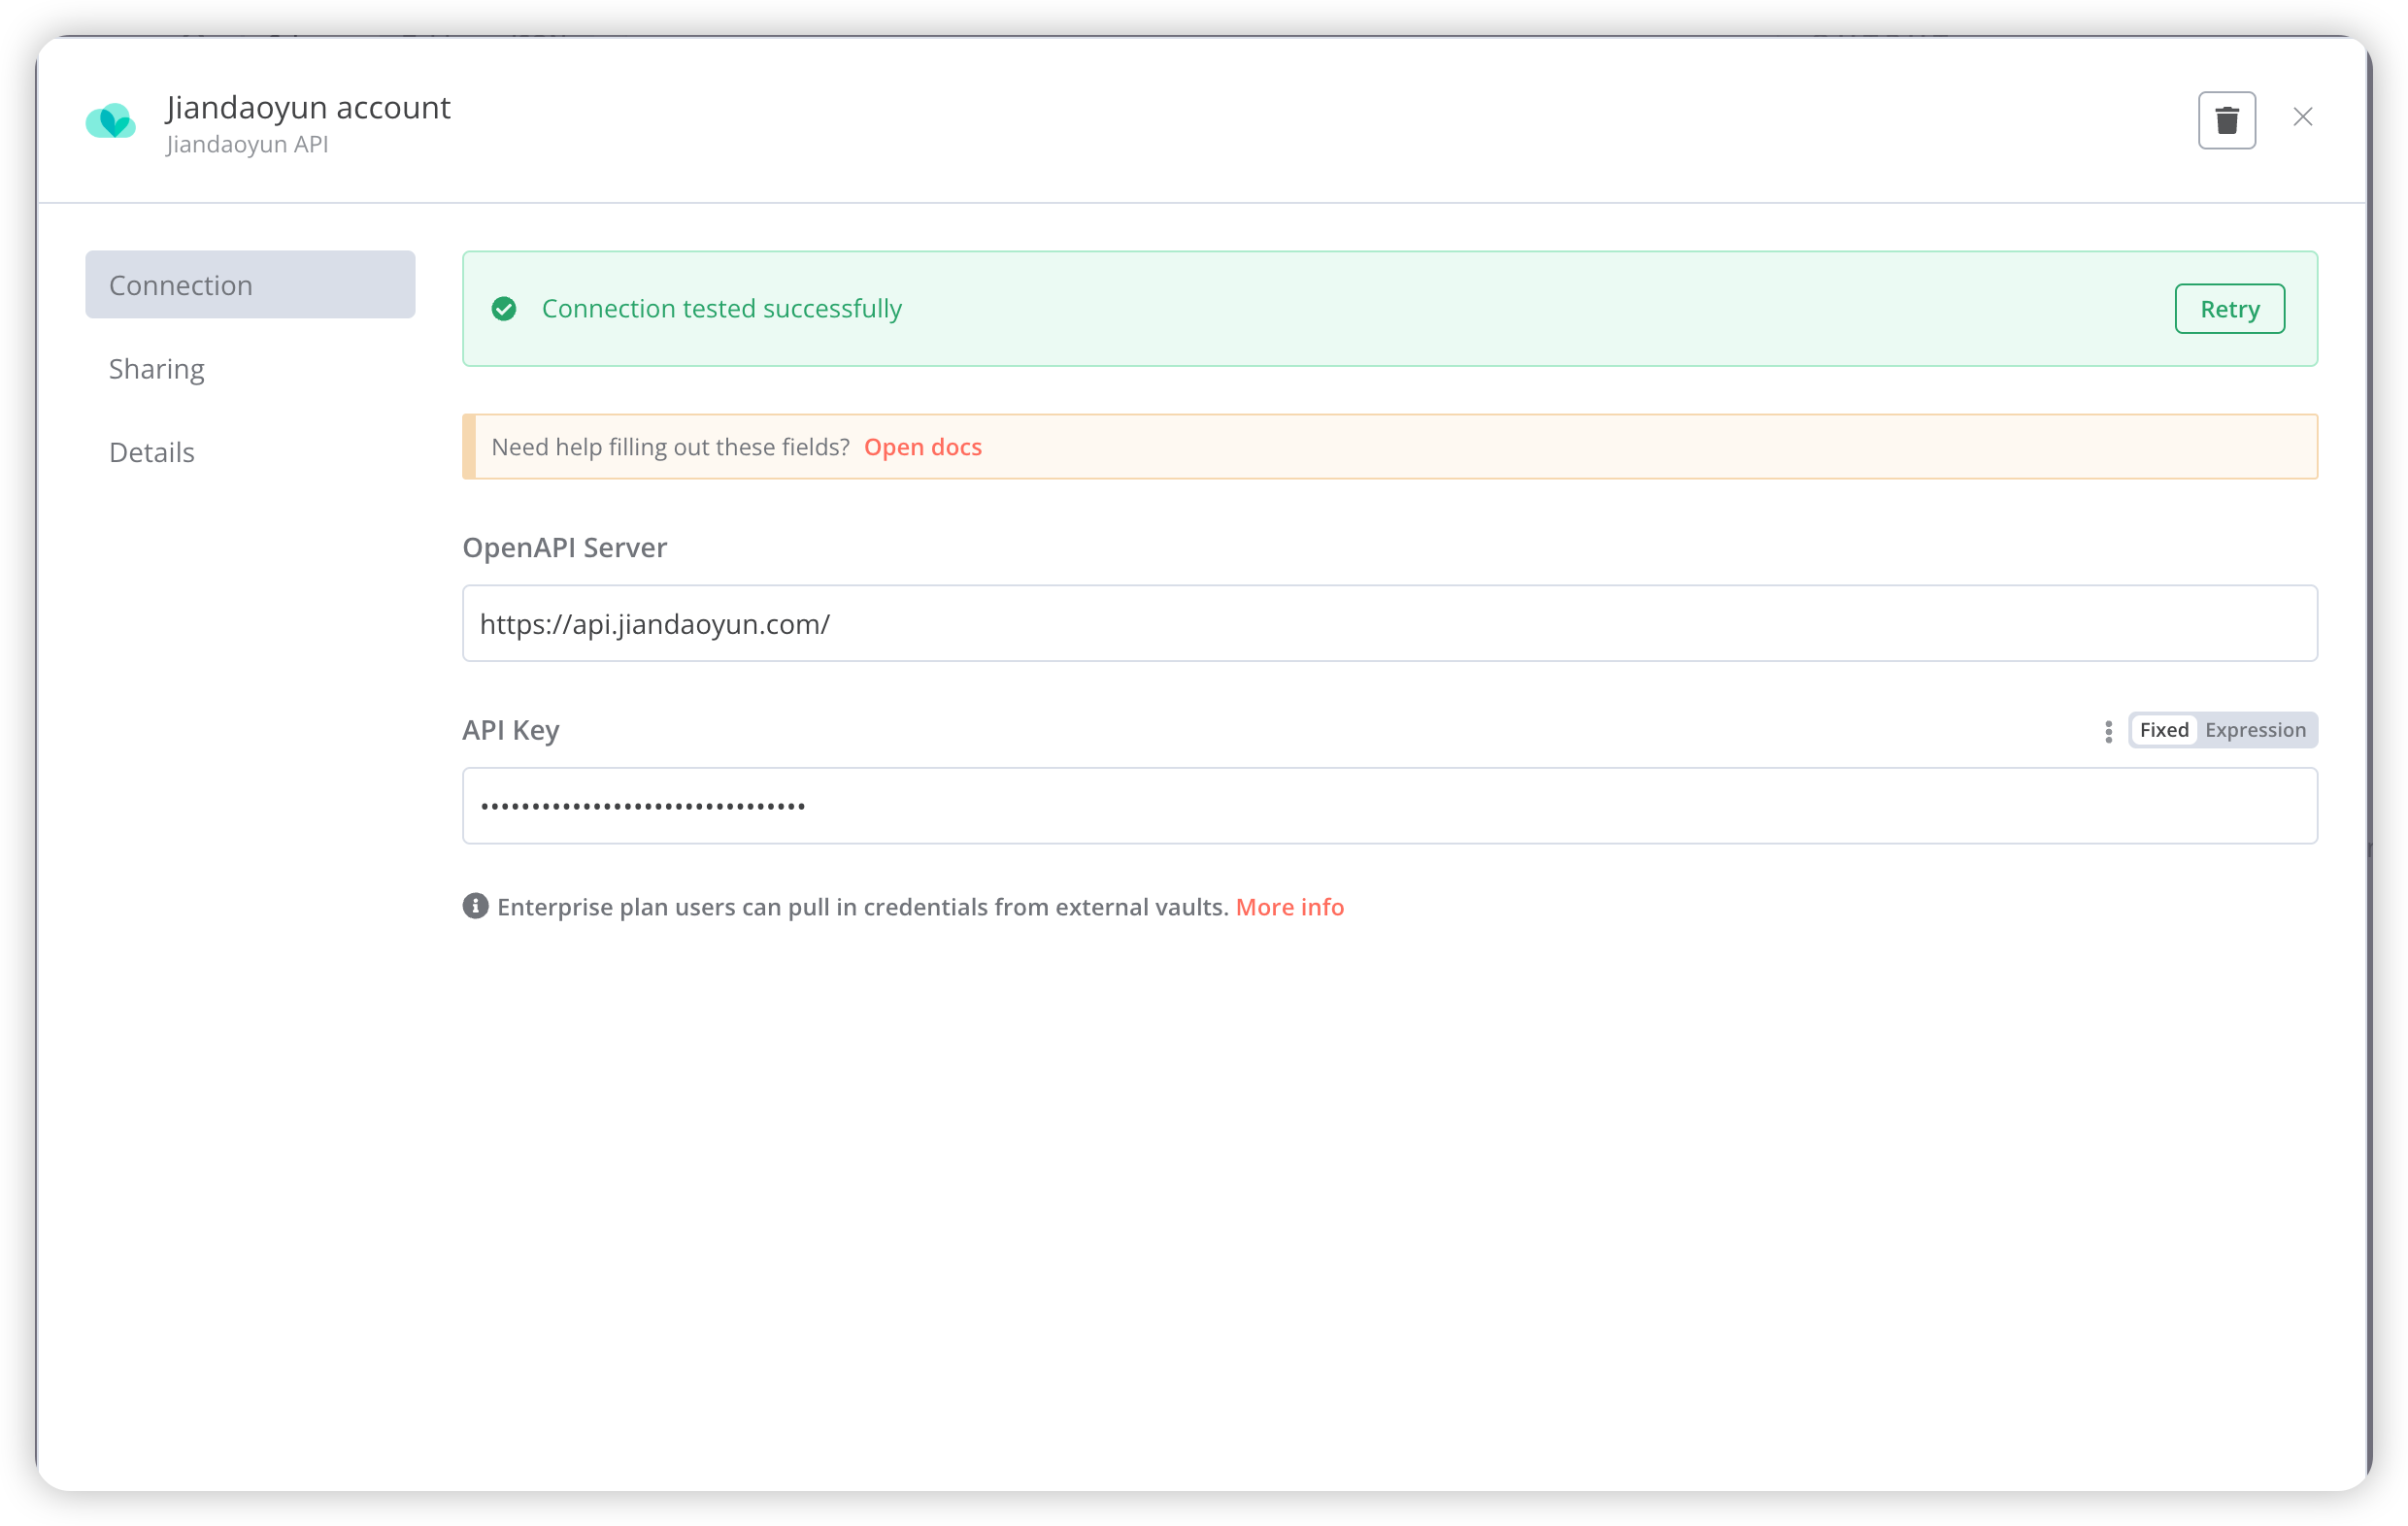 Jiandaoyun account
Jiandaoyun API
Connection
Sharing
Details
Connection tested successfully
Retry
Need help filling out these fields? Open docs
OpenAPI Server
https://api.jiandaoyun.com/
API Key
Fixed Expression
••••••••••••••••••••••••••••••••
Enterprise plan users can pull in credentials from external vaults. More info